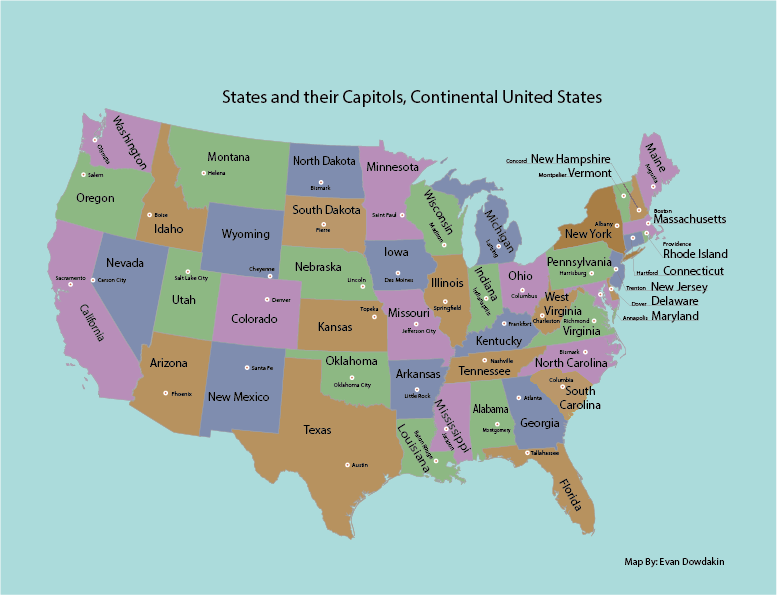 States and their Capitols, Continental United States
Washington
Olympia
Oregon
Salem
California
Sacramento
Nevada
Carson City
Idaho
Boise
Montana
Helena
Wyoming
Cheyenne
Utah
Salt Lake City
Colorado
Denver
Arizona
Phoenix
New Mexico
Santa Fe
North Dakota
Bismark
South Dakota
Pierre
Nebraska
Lincoln
Kansas
Topeka
Oklahoma
Oklahoma City
Texas
Austin
Minnesota
Saint Paul
Iowa
Des Moines
Missouri
Jefferson City
Arkansas
Little Rock
Louisiana
Baton Rouge
Wisconsin
Madison
Illinois
Springfield
Michigan
Lansing
Indiana
Indianapolis
Ohio
Columbus
Kentucky
Frankfort
Tennessee
Nashville
Mississippi
Jackson
Alabama
Montgomery
Georgia
Atlanta
Florida
Tallahassee
South
Carolina
Columbia
North Carolina
Bismark
Virginia
Richmond
West
Virginia
Charleston
Pennsylvania
Harrisburg
New York
Albany
Maine
Augusta
Concord New Hampshire
Montpelier Vermont
Boston
Massachusetts
Providence
Rhode Island
Hartford Connecticut
Trenton New Jersey
Dover Delaware
Annapolis Maryland
Map By: Evan Dowdakin